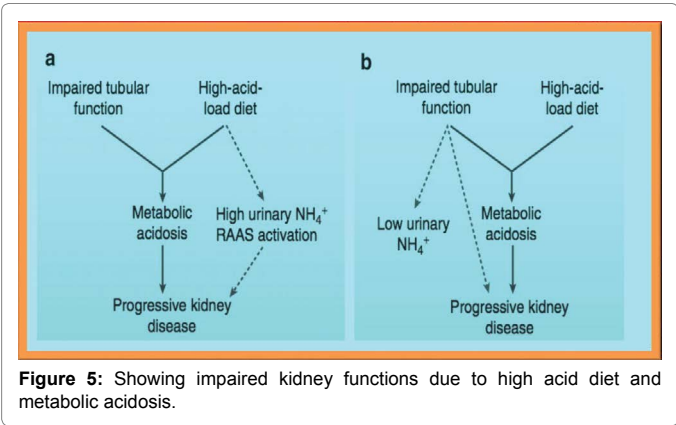 a
Impaired tubular
function
High-acid-
load diet
Metabolic
acidosis
High urinary NH₄⁺
RAAS activation
Progressive kidney
disease
b
Impaired tubular
function
High-acid-
load diet
Low urinary
NH₄⁺
Metabolic
acidosis
Progressive kidney
disease
Figure 5: Showing impaired kidney functions due to high acid diet and
metabolic acidosis.